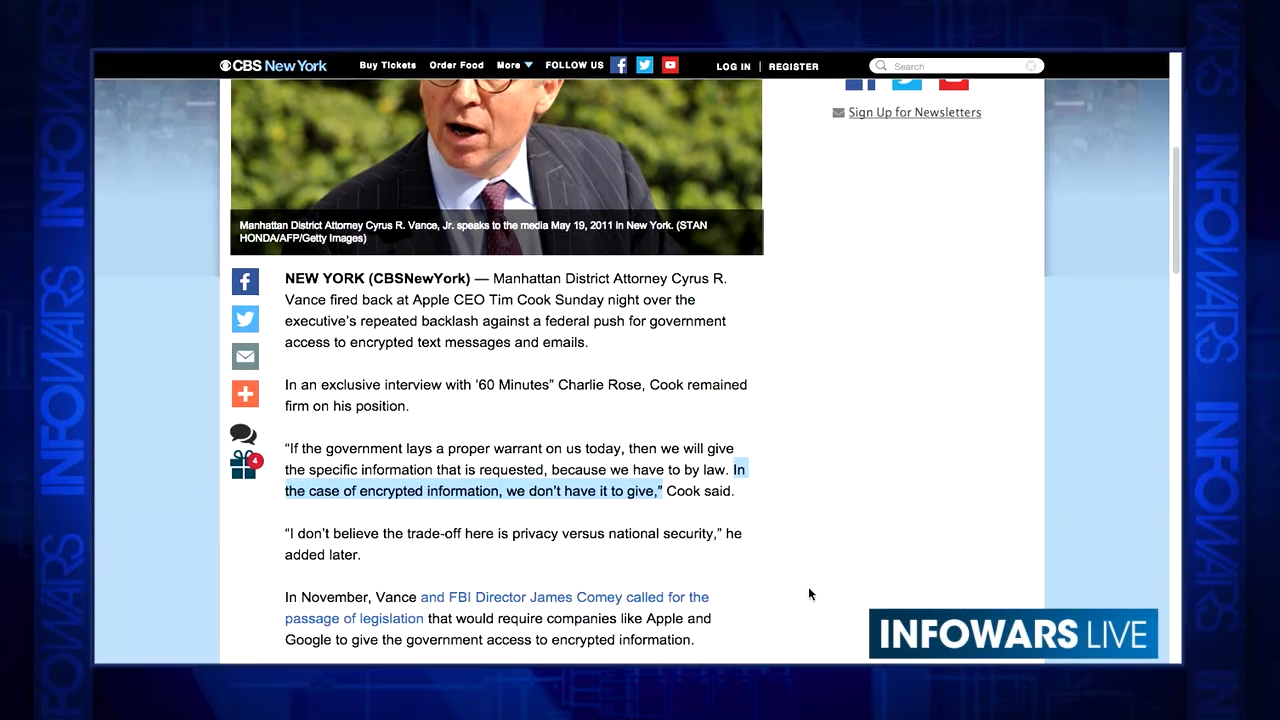 CBS New York
Buy Tickets Order Food More FOLLOW US LOG IN | REGISTER Search
Sign Up for Newsletters
Manhattan District Attorney Cyrus R. Vance, Jr. speaks to the media May 19, 2011 in New York. (STAN
HONDA/AFP/Getty Images)
NEW YORK (CBSNewYork) — Manhattan District Attorney Cyrus R.
Vance fired back at Apple CEO Tim Cook Sunday night over the
executive’s repeated backlash against a federal push for government
access to encrypted text messages and emails.
In an exclusive interview with ’60 Minutes” Charlie Rose, Cook remained
firm on his position.
“If the government lays a proper warrant on us today, then we will give
the specific information that is requested, because we have to by law. In
the case of encrypted information, we don’t have it to give,” Cook said.
“I don’t believe the trade-off here is privacy versus national security,” he
added later.
In November, Vance and FBI Director James Comey called for the
passage of legislation that would require companies like Apple and
Google to give the government access to encrypted information.
4
INFOWARS LIVE
INFOWARS
INFOWARS
INFOWARS
INFOWARS
INFOWARS
INFOWARS